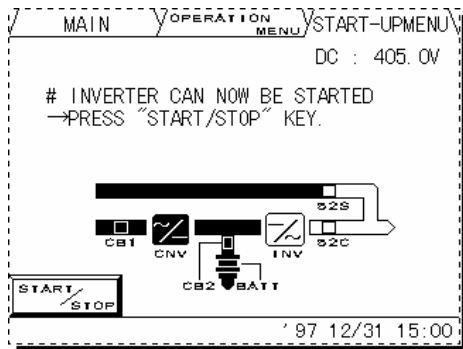 MAIN
OPERATION MENU
START-UPMENU
DC : 405.0V
# INVERTER CAN NOW BE STARTED
→PRESS "START/STOP" KEY.
52S
CB1
CNV
INV
52C
CB2
BATT
START/STOP
'97 12/31 15:00